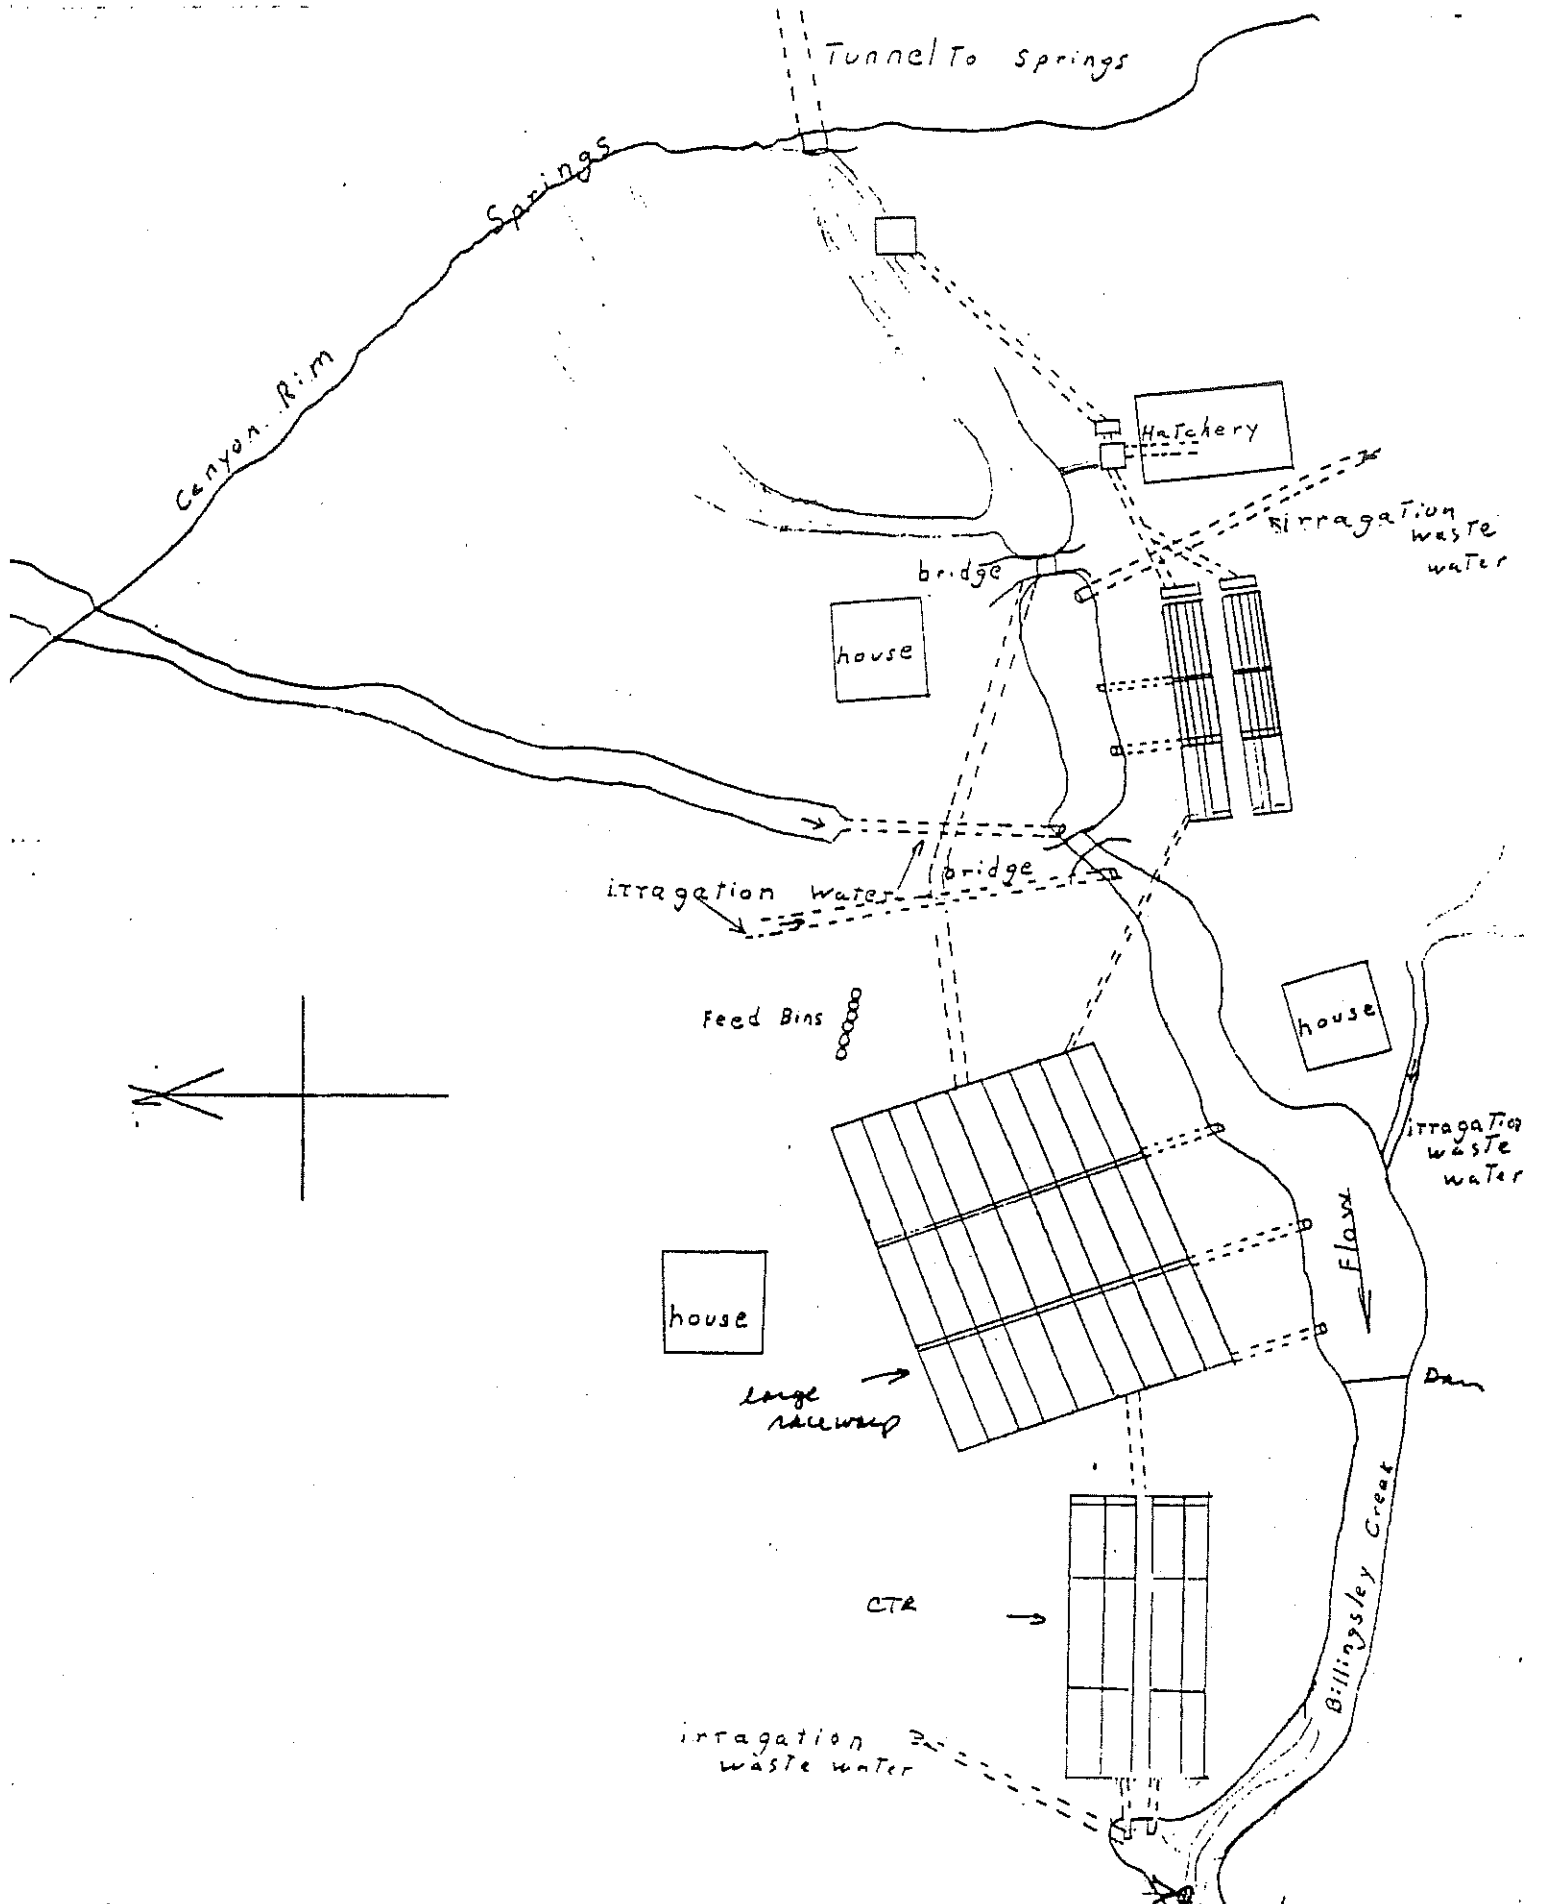 Tunnel To Springs
Springs
Canyon Rim
Hatchery
irragation
waste
water
bridge
house
bridge
irragation water
house
Feed Bins
N
irragation
waste
water
Flow
house
Dam
large
raceway
Billingsley Creek
CTR
irragation
waste water